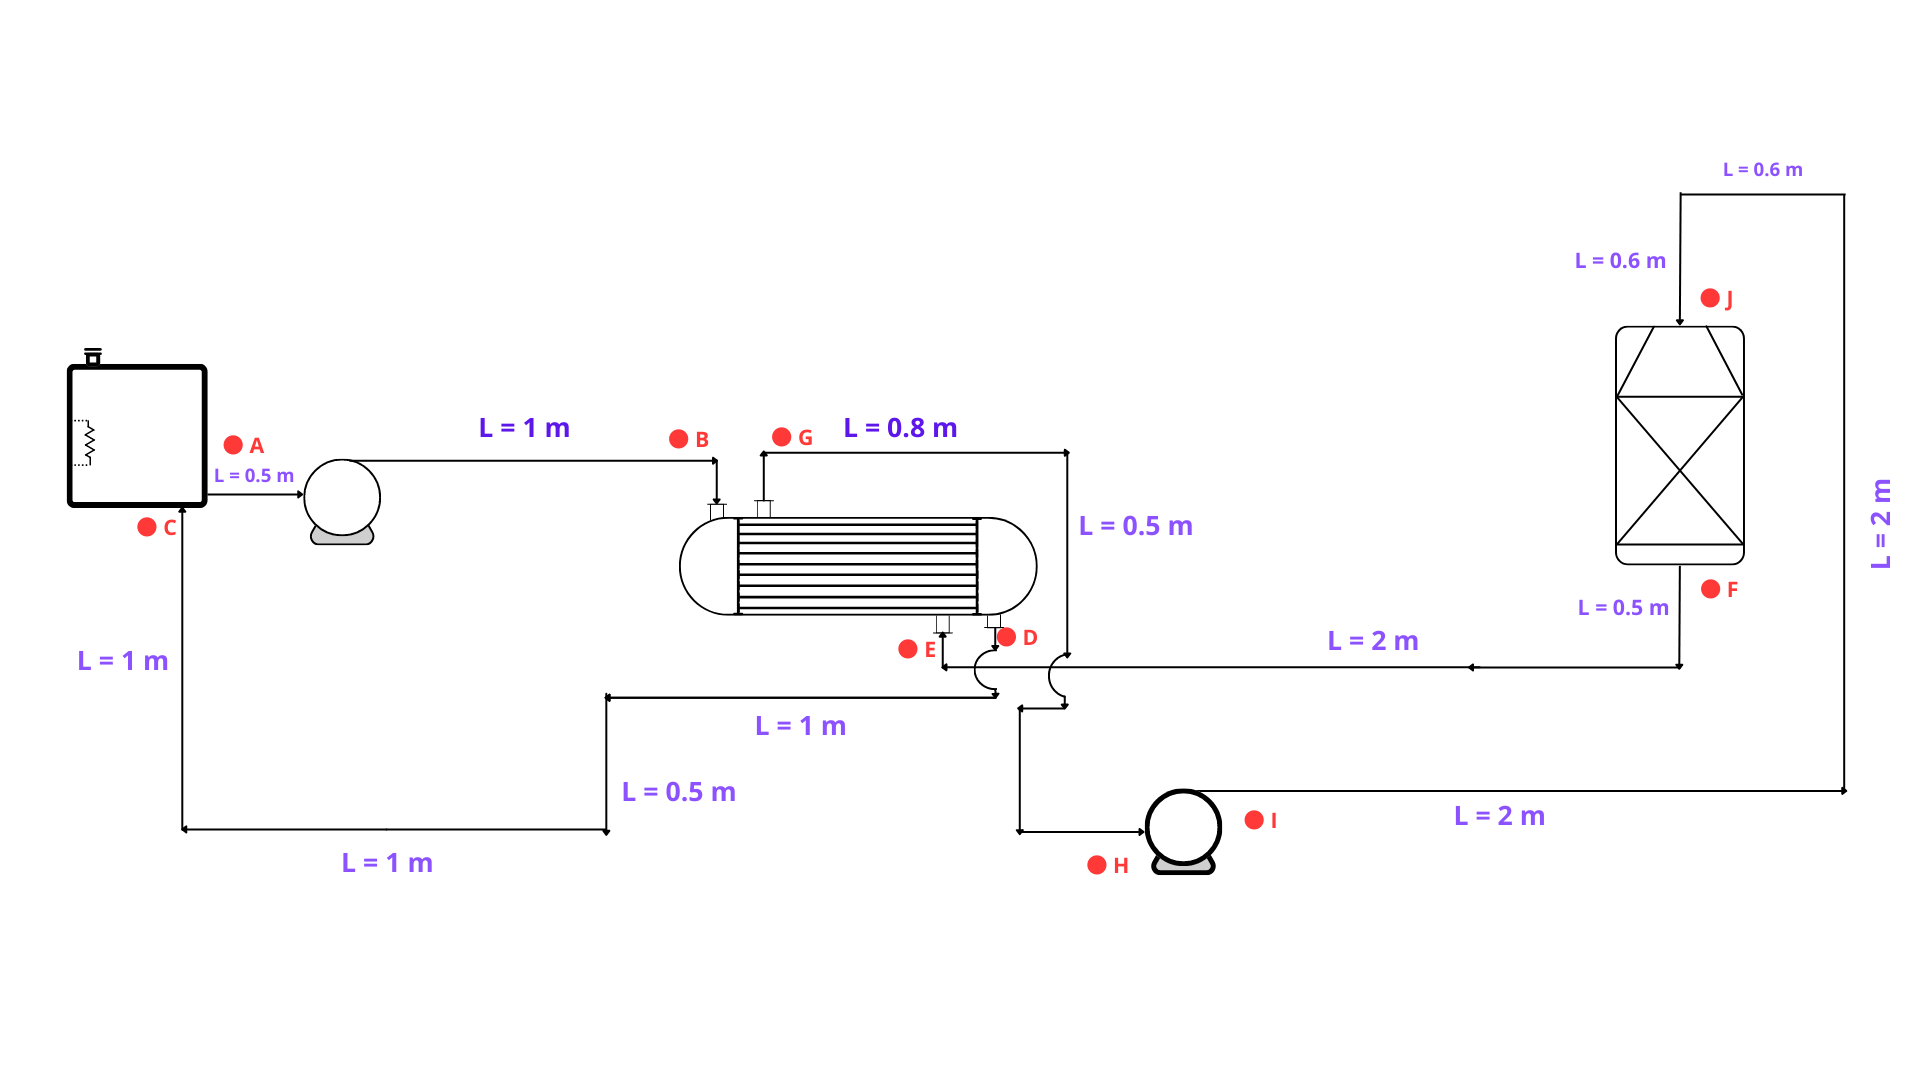 L = 0.6 m
L = 0.6 m
J
L = 1 m
B
G
L = 0.8 m
A
L = 0.5 m
C
L = 0.5 m
L = 2 m
F
L = 0.5 m
D
E
L = 2 m
L = 1 m
L = 1 m
L = 0.5 m
L = 2 m
I
L = 1 m
H